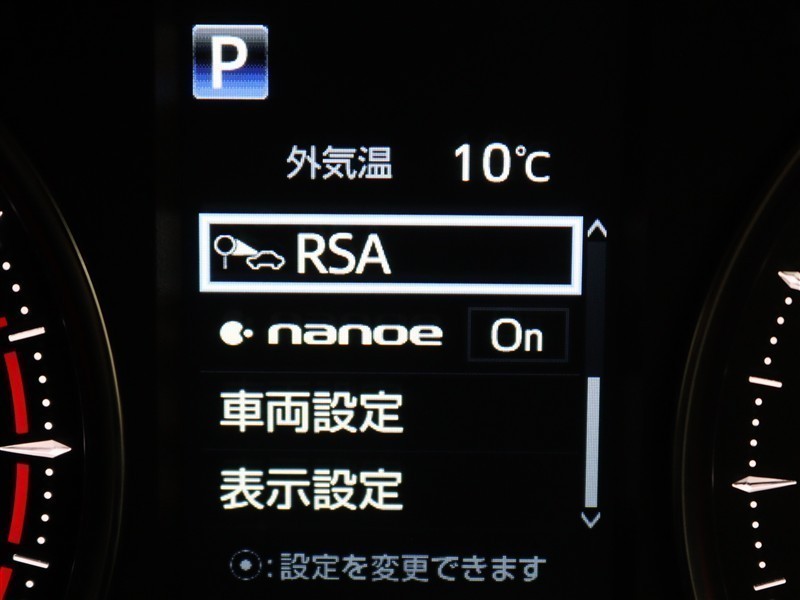 P
外気温 10℃
RSA
nanoe On
車両設定
表示設定
:設定を変更できます